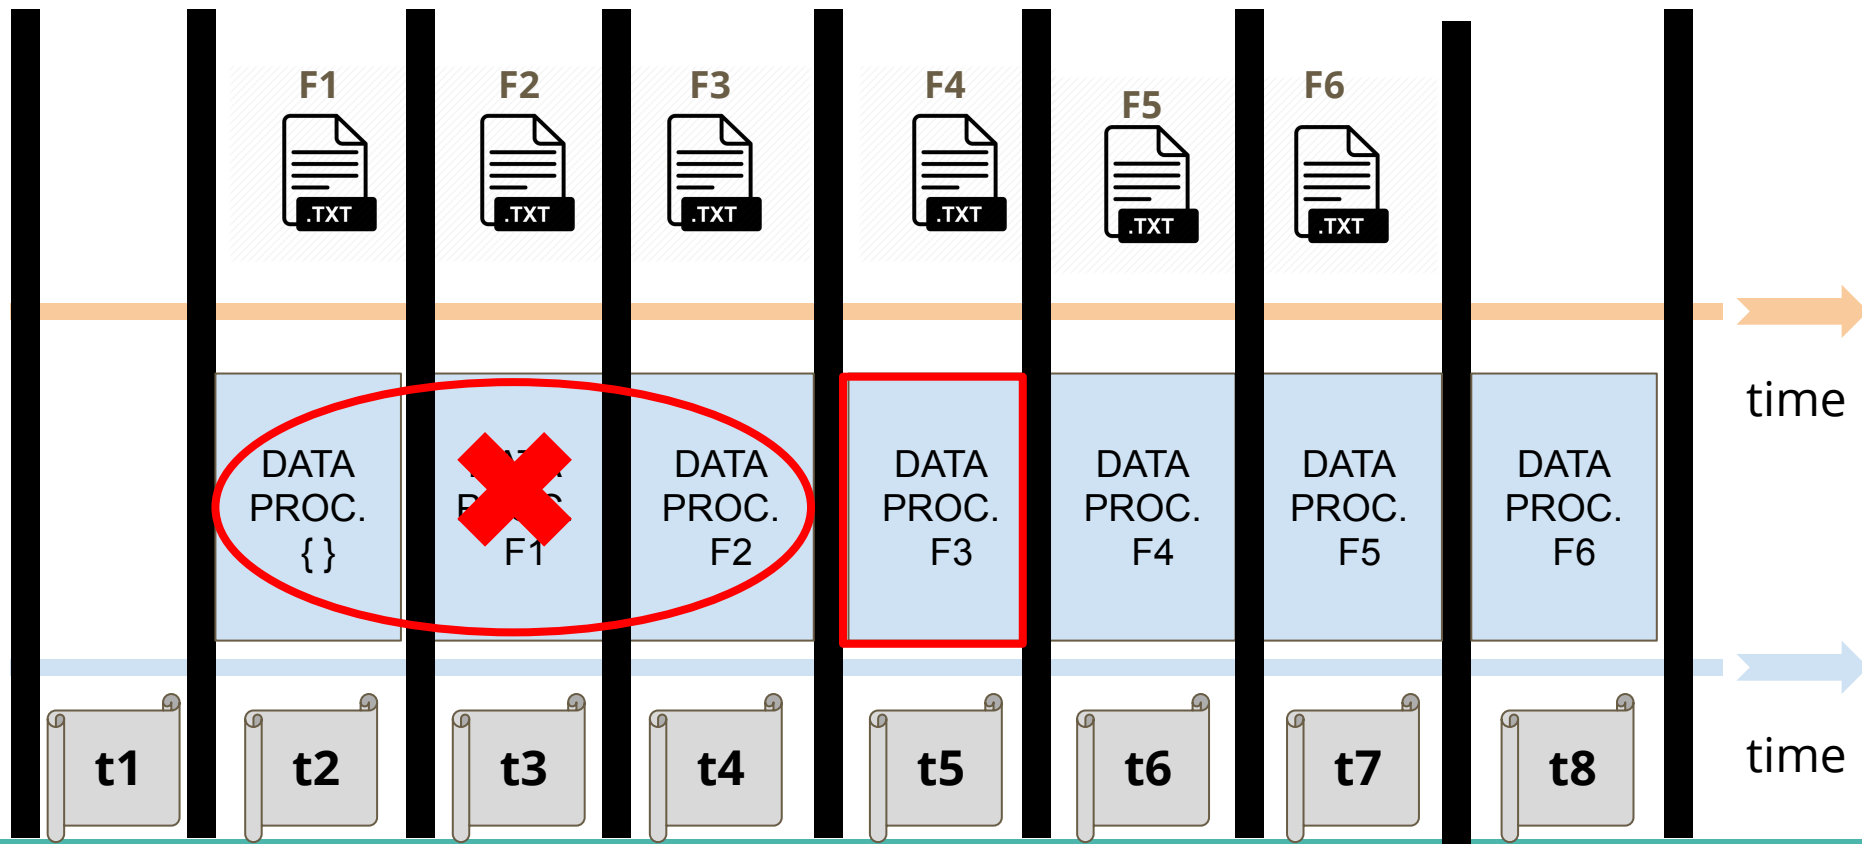 F1
F2
F3
F4
F5
F6
.TXT
.TXT
.TXT
.TXT
.TXT
.TXT
time
DATA
PROC.
{ }
F1
DATA
PROC.
F2
DATA
PROC.
F3
DATA
PROC.
F4
DATA
PROC.
F5
DATA
PROC.
F6
time
t1
t2
t3
t4
t5
t6
t7
t8